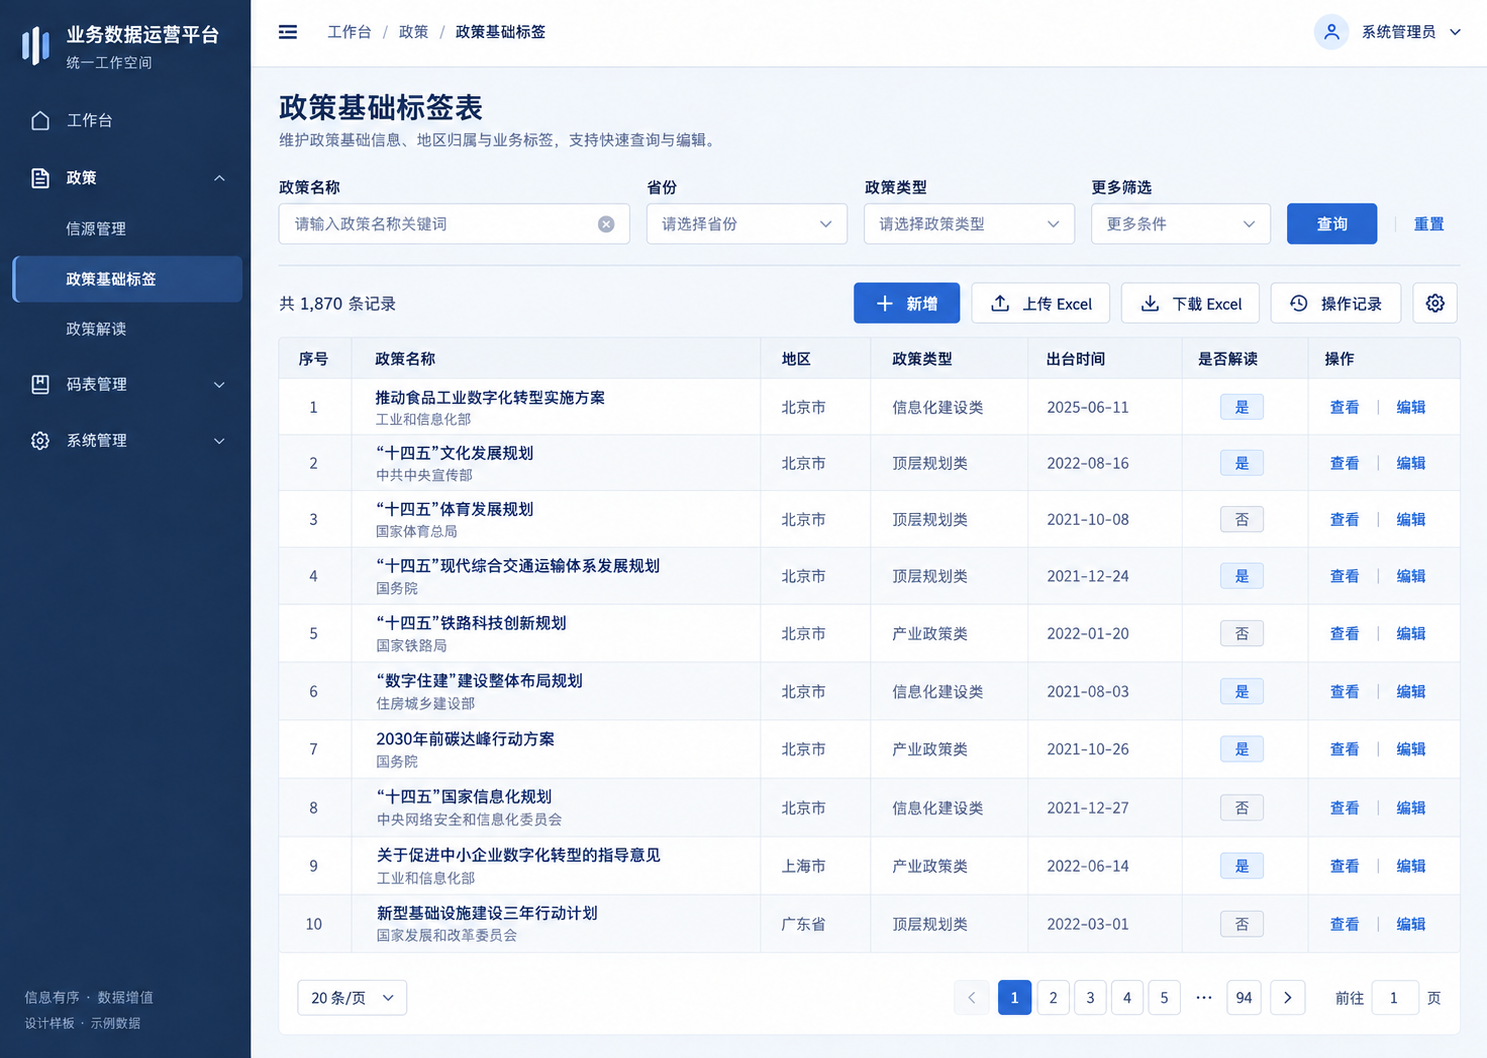 业务数据运营平台
统一工作空间
工作台
政策
信源管理
政策基础标签
政策解读
码表管理
系统管理
信息有序 · 数据增值
设计样板 · 示例数据
工作台 / 政策 / 政策基础标签
系统管理员
政策基础标签表
维护政策基础信息、地区归属与业务标签，支持快速查询与编辑。
政策名称 省份 政策类型 更多筛选
请输入政策名称关键词 请选择省份 请选择政策类型 更多条件 查询 重置
共 1,870 条记录 新增 上传 Excel 下载 Excel 操作记录
序号 政策名称 地区 政策类型 出台时间 是否解读 操作
1 推动食品工业数字化转型实施方案 北京市 信息化建设类 2025-06-11 是 查看 | 编辑
工业和信息化部
2 “十四五”文化发展规划 北京市 顶层规划类 2022-08-16 是 查看 | 编辑
中共中央宣传部
3 “十四五”体育发展规划 北京市 顶层规划类 2021-10-08 否 查看 | 编辑
国家体育总局
4 “十四五”现代综合交通运输体系发展规划 北京市 顶层规划类 2021-12-24 是 查看 | 编辑
国务院
5 “十四五”铁路科技创新规划 北京市 产业政策类 2022-01-20 否 查看 | 编辑
国家铁路局
6 “数字住建”建设整体布局规划 北京市 信息化建设类 2021-08-03 是 查看 | 编辑
住房城乡建设部
7 2030年前碳达峰行动方案 北京市 产业政策类 2021-10-26 是 查看 | 编辑
国务院
8 “十四五”国家信息化规划 北京市 信息化建设类 2021-12-27 否 查看 | 编辑
中央网络安全和信息化委员会
9 关于促进中小企业数字化转型的指导意见 上海市 产业政策类 2022-06-14 是 查看 | 编辑
工业和信息化部
10 新型基础设施建设三年行动计划 广东省 顶层规划类 2022-03-01 否 查看 | 编辑
国家发展和改革委员会
20 条/页 1 2 3 4 5 ··· 94 前往 1 页